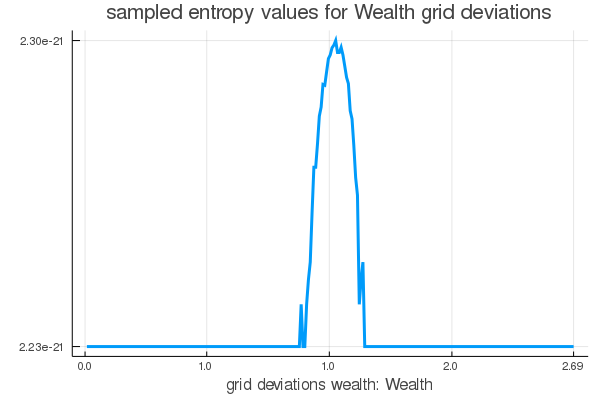 sampled entropy values for Wealth grid deviations
2.30e-21
2.23e-21
0.0 1.0 1.0 2.0 2.69
grid deviations wealth: Wealth